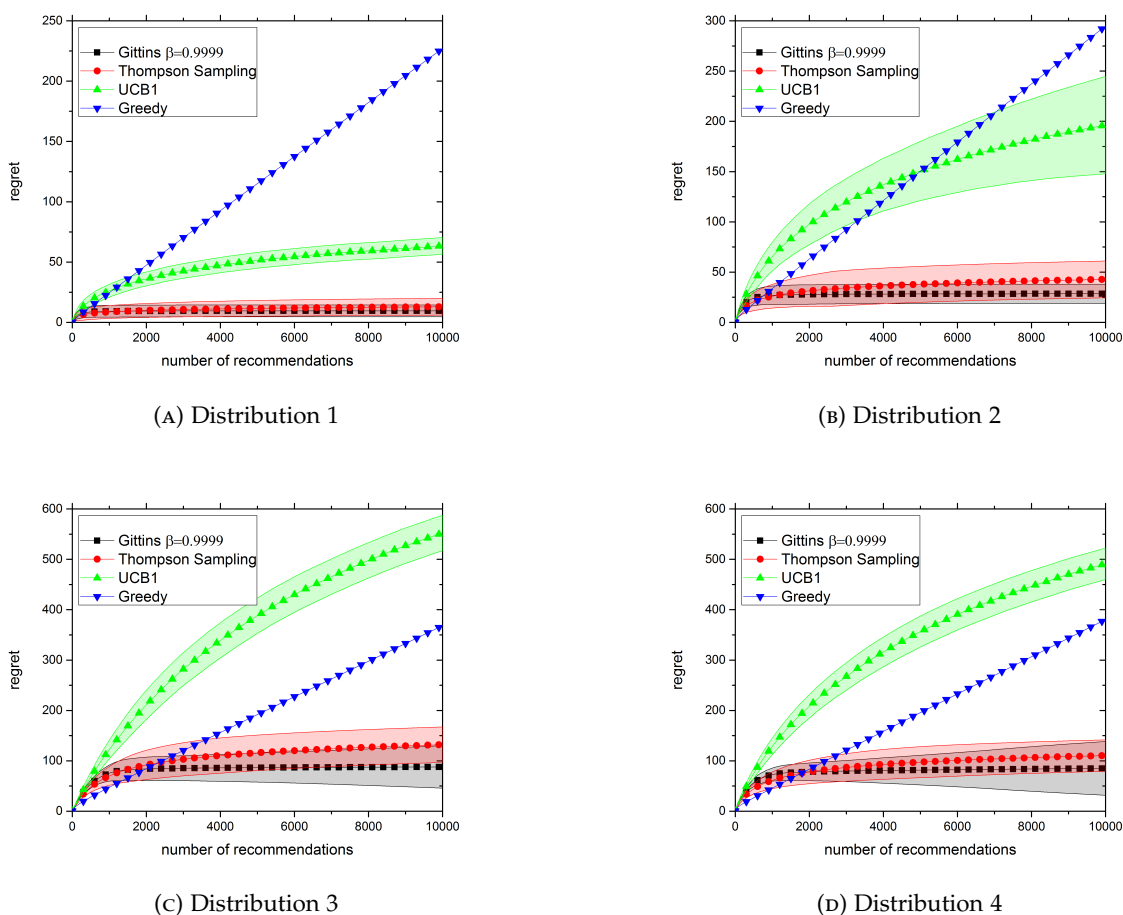 250
200
150
100
50
0
regret
Gittins β=0.9999
Thompson Sampling
UCB1
Greedy
0 2000 4000 6000 8000 10000
number of recommendations
(A) Distribution 1
300
250
200
150
100
50
0
regret
Gittins β=0.9999
Thompson Sampling
UCB1
Greedy
0 2000 4000 6000 8000 10000
number of recommendations
(B) Distribution 2
600
500
400
300
200
100
0
regret
Gittins β=0.9999
Thompson Sampling
UCB1
Greedy
0 2000 4000 6000 8000 10000
number of recommendations
(C) Distribution 3
600
500
400
300
200
100
0
regret
Gittins β=0.9999
Thompson Sampling
UCB1
Greedy
0 2000 4000 6000 8000 10000
number of recommendations
(D) Distribution 4